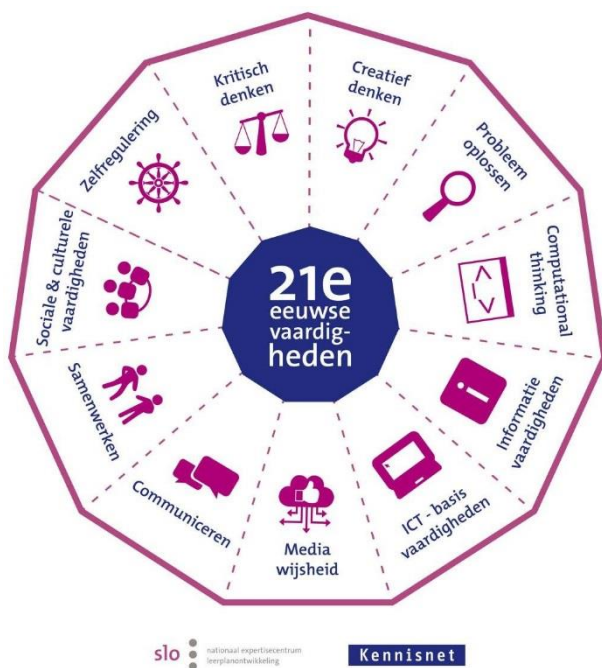 Kritisch
denken
Creatief
denken
Probleem
oplossen
Computational
thinking
Informatie
vaardigheden
ICT - basis
vaardigheden
Media
wijsheid
Communiceren
Samenwerken
Sociale & culturele
vaardigheden
Zelfregulering
21e
eeuwse
vaardig-
heden
slo
nationaal expertisecentrum
leerplanontwikkeling
Kennisnet